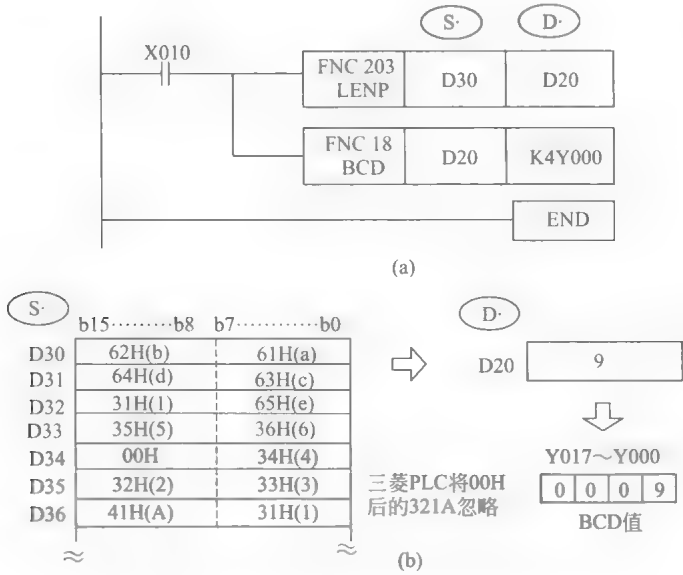 S· D·
X010
FNC 203 LENP D30 D20
FNC 18 BCD D20 K4Y000
END
(a)
S·
b15·········b8 b7·········b0
D30 62H(b) 61H(a)
D31 64H(d) 63H(c)
D32 31H(1) 65H(e)
D33 35H(5) 36H(6)
D34 00H 34H(4)
D35 32H(2) 33H(3)
D36 41H(A) 31H(1)
D·
D20 9
Y017～Y000
0 0 0 9
BCD值
三菱PLC将00H
后的321A忽略
(b)